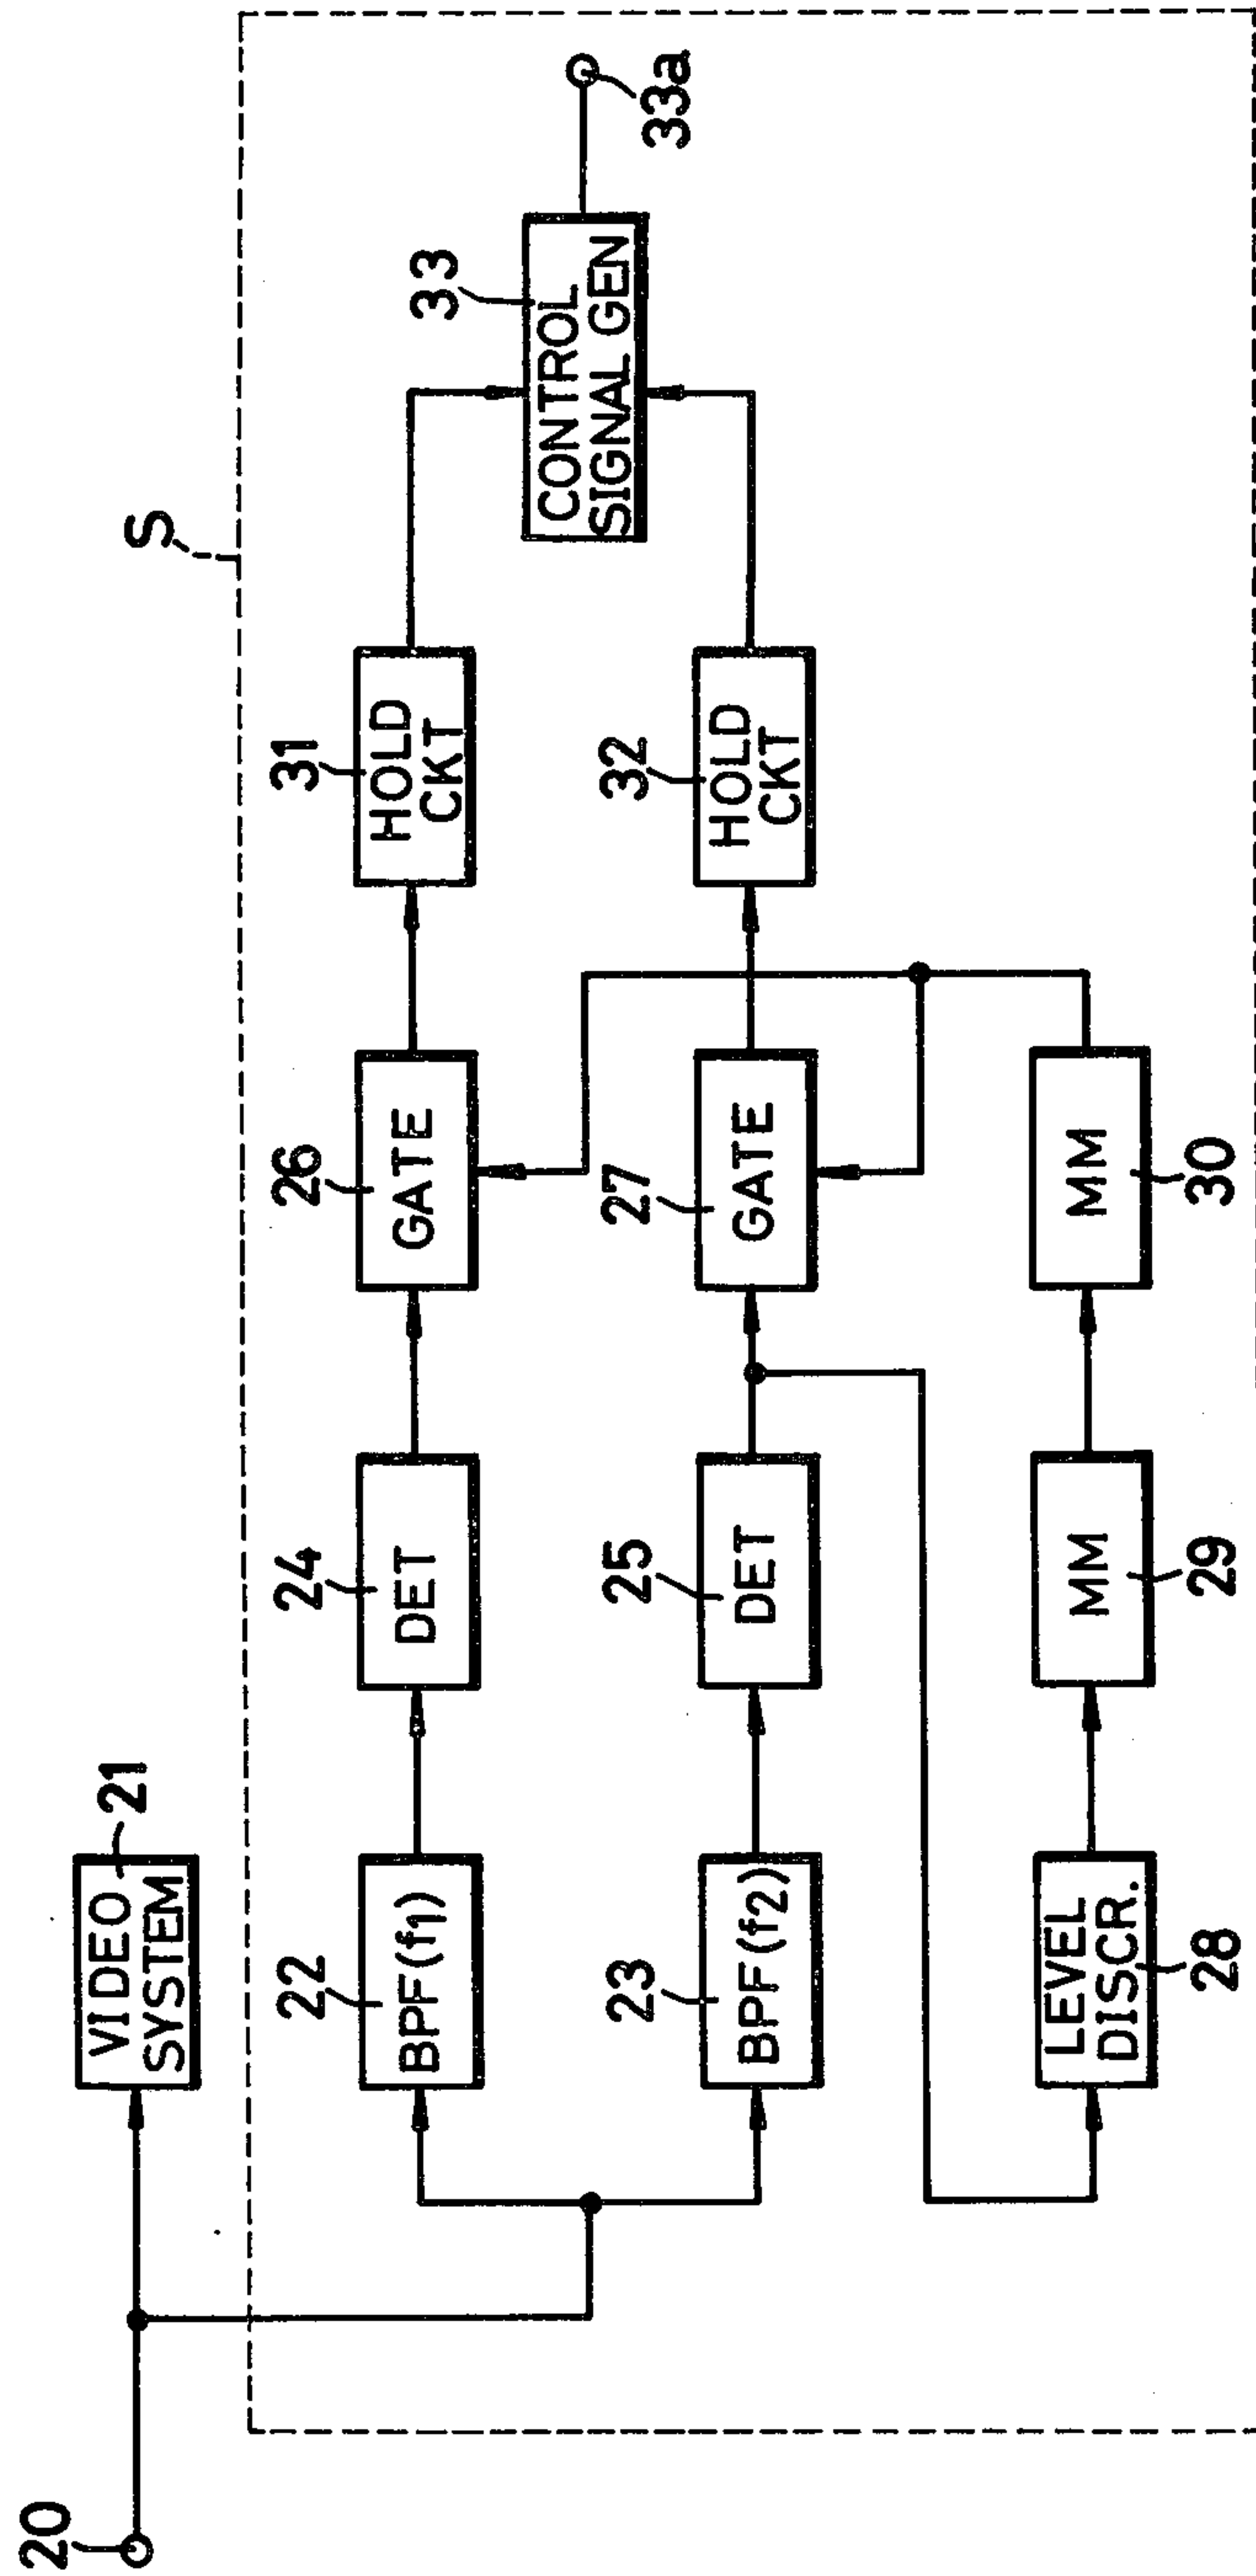 20
VIDEO
SYSTEM
21
S
22
BPF(f1)
24
DET
26
GATE
31
HOLD
CKT
33
CONTROL
SIGNAL GEN
33a
23
BPF(f2)
25
DET
27
GATE
32
HOLD
CKT
LEVEL
DISCR.
28
MM
29
MM
30